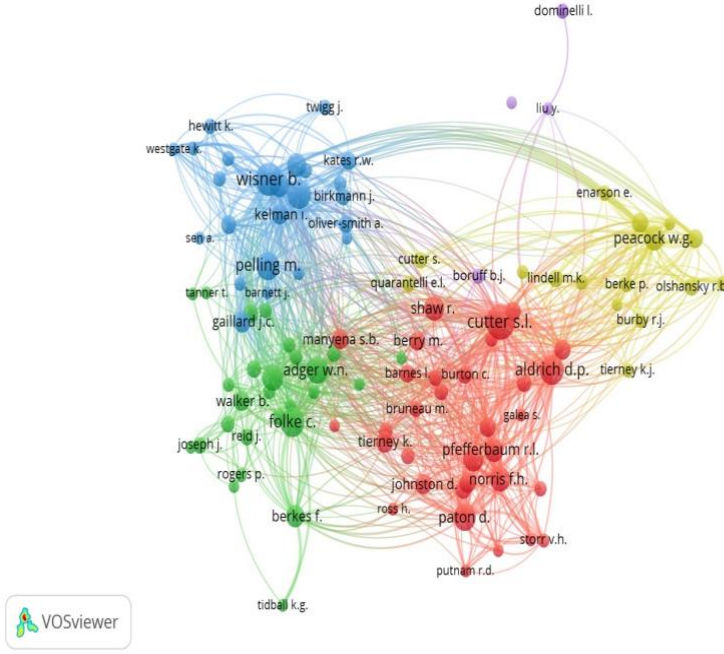 dominelli l.
liu y.
twigg j.
hewitt k.
westgate k.
kates r.w.
wisner b.
birkmann j.
enarson e.
kelman i.
oliver-smith a.
sen a.
peacock w.g.
cutter s.
pelling m.
boruff b.j.
lindell m.k.
quarantelli e.l.
berke p.
olshansky r.b
tanner t.
barnett j.
shaw r.
gaillard j.c.
cutter s.l.
burby r.j.
manyena s.b.
berry m.
adger w.n.
barnes l.
burton c.
aldrich d.p.
tierney k.j.
walker b.
bruneau m.
galea s.
folke c.
reid j.
joseph j.
tierney k.
pfefferbaum r.l.
rogers p.
johnston d.
norris f.h.
ross h.
berkes f.
paton d.
storr v.h.
putnam r.d.
tidball k.g.
VOSviewer